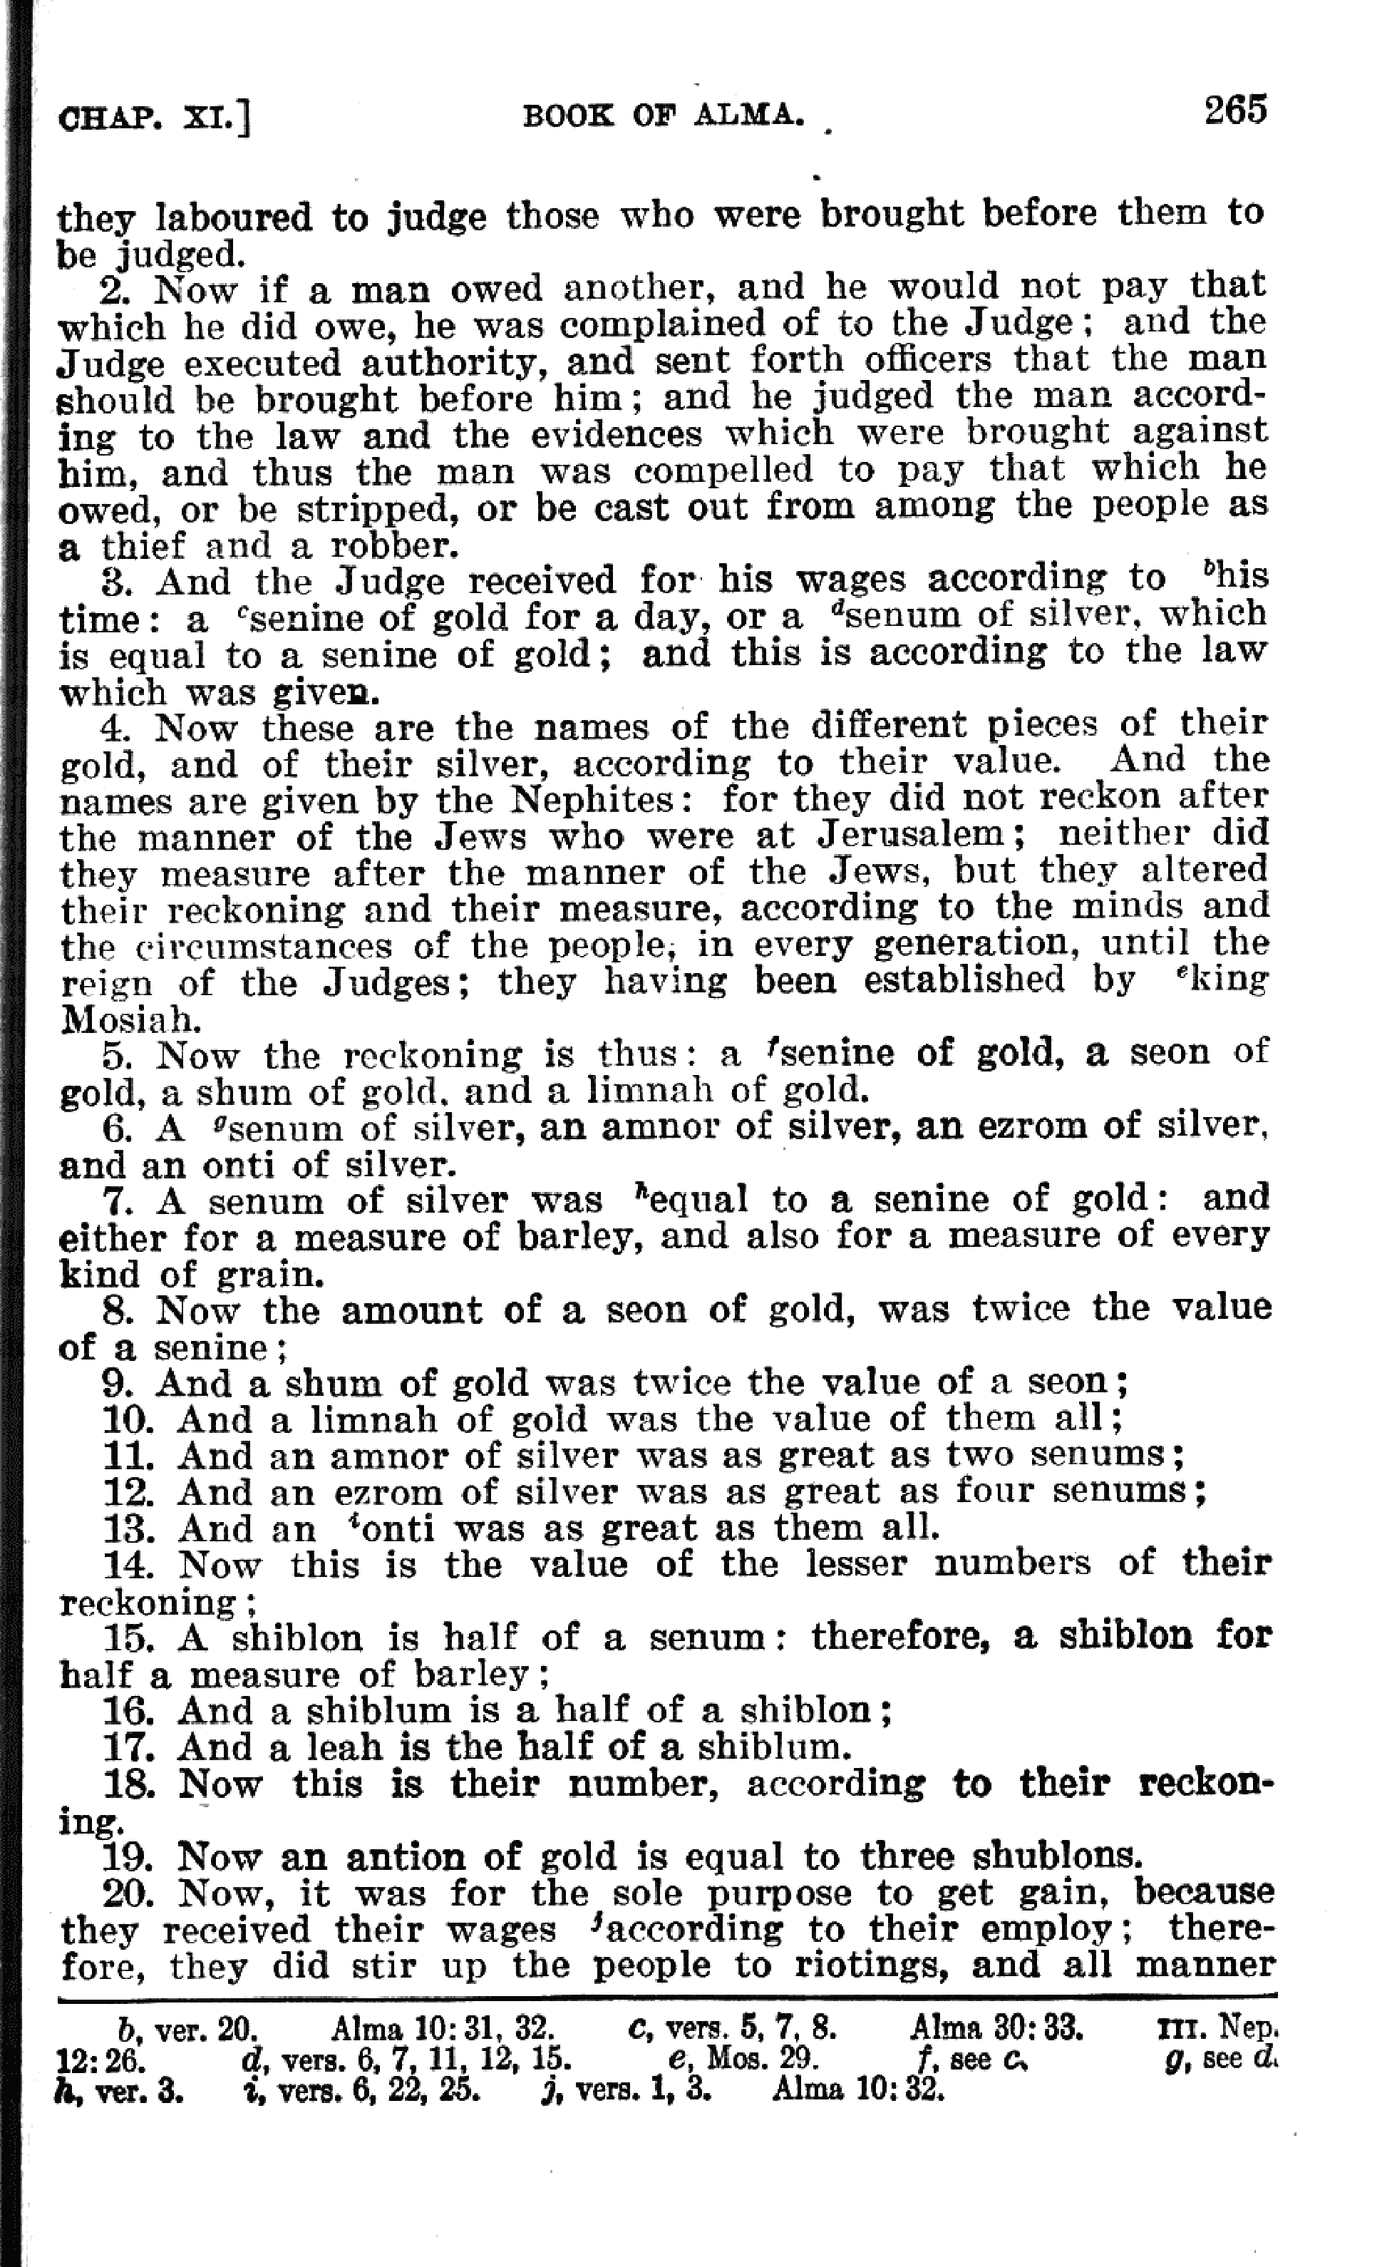 CHAP. XI.] BOOK OF ALMA. 265
they laboured to judge those who were brought before them to
be judged.
2. Now if a man owed another, and he would not pay that
which he did owe, he was complained of to the Judge; and the
Judge executed authority, and sent forth officers that the man
should be brought before him; and he judged the man accord-
ing to the law and the evidences which were brought against
him, and thus the man was compelled to pay that which he
owed, or be stripped, or be cast out from among the people as
a thief and a robber.
3. And the Judge received for his wages according to bhis
time: a csenine of gold for a day, or a dsenum of silver, which
is equal to a senine of gold; and this is according to the law
which was given.
4. Now these are the names of the different pieces of their
gold, and of their silver, according to their value. And the
names are given by the Nephites: for they did not reckon after
the manner of the Jews who were at Jerusalem; neither did
they measure after the manner of the Jews, but they altered
their reckoning and their measure, according to the minds and
the circumstances of the people, in every generation, until the
reign of the Judges; they having been established by eking
Mosiah.
5. Now the reckoning is thus: a fsenine of gold, a seon of
gold, a shum of gold, and a limnah of gold.
6. A gsenum of silver, an amnor of silver, an ezrom of silver,
and an onti of silver.
7. A senum of silver was hequal to a senine of gold: and
either for a measure of barley, and also for a measure of every
kind of grain.
8. Now the amount of a seon of gold, was twice the value
of a senine;
9. And a shum of gold was twice the value of a seon;
10. And a limnah of gold was the value of them all;
11. And an amnor of silver was as great as two senums;
12. And an ezrom of silver was as great as four senums;
13. And an ionti was as great as them all.
14. Now this is the value of the lesser numbers of their
reckoning;
15. A shiblon is half of a senum: therefore, a shiblon for
half a measure of barley;
16. And a shiblum is a half of a shiblon;
17. And a leah is the half of a shiblum.
18. Now this is their number, according to their reckon-
ing.
19. Now an antion of gold is equal to three shublons.
20. Now, it was for the sole purpose to get gain, because
they received their wages jaccording to their employ; there-
fore, they did stir up the people to riotings, and all manner
b, ver. 20. Alma 10: 31, 32. c, vers. 5, 7, 8. Alma 30: 33. III. Nep.
12: 26. d, vers. 6, 7, 11, 12, 15. e, Mos. 29. f, see c, g, see d.
h, ver. 3. i, vers. 6, 22, 25. j, vers. 1, 3. Alma 10: 32.